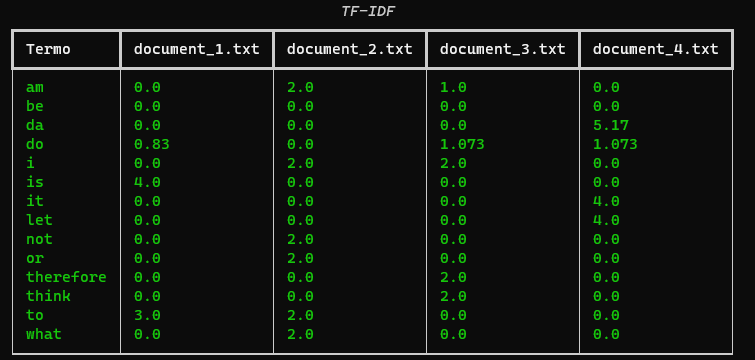 TF-IDF
Termo document_1.txt document_2.txt document_3.txt document_4.txt
am 0.0 2.0 1.0 0.0
be 0.0 0.0 0.0 0.0
da 0.0 0.0 0.0 5.17
do 0.83 0.0 1.073 1.073
i 0.0 2.0 2.0 0.0
is 4.0 0.0 0.0 0.0
it 0.0 0.0 0.0 4.0
let 0.0 0.0 0.0 4.0
not 0.0 2.0 0.0 0.0
or 0.0 2.0 0.0 0.0
therefore 0.0 0.0 2.0 0.0
think 0.0 0.0 2.0 0.0
to 3.0 2.0 0.0 0.0
what 0.0 2.0 0.0 0.0